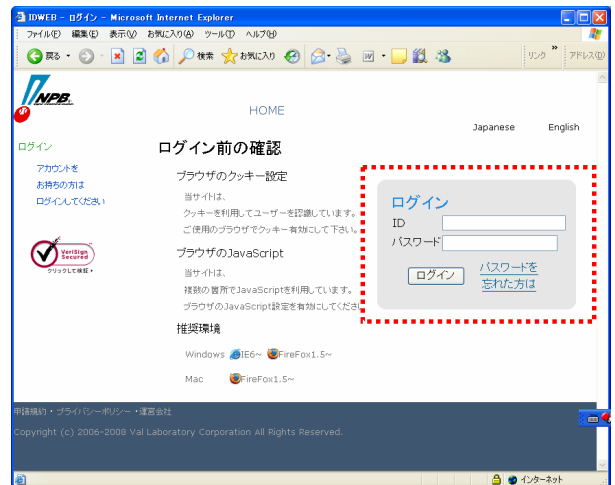 IDWEB - ログイン - Microsoft Internet Explorer
ファイル(F) 編集(E) 表示(V) お気に入り(A) ツール(T) ヘルプ(H)
戻る 検索 お気に入り リンク » アドレス(D)
NPB.
HOME
Japanese English
ログイン
アカウントを
お持ちの方は
ログインしてください
VeriSign
Secured
クリックして検証
ログイン前の確認
ブラウザのクッキー設定
当サイトは、
クッキーを利用してユーザーを認識しています。
ご使用のブラウザでクッキー有効にして下さい。
ブラウザのJavaScript
当サイトは、
複数の箇所でJavaScriptを利用しています。
ブラウザのJavaScript設定を有効にしてくださ
推奨環境
Windows IE6~ FireFox1.5~
Mac FireFox1.5~
ログイン
ID
パスワード
ログイン
パスワードを
忘れた方は
申請規約・プライバシーポリシー・運営会社
Copyright (c) 2006-2008 Val Laboratory Corporation All Rights Reserved.
インターネット